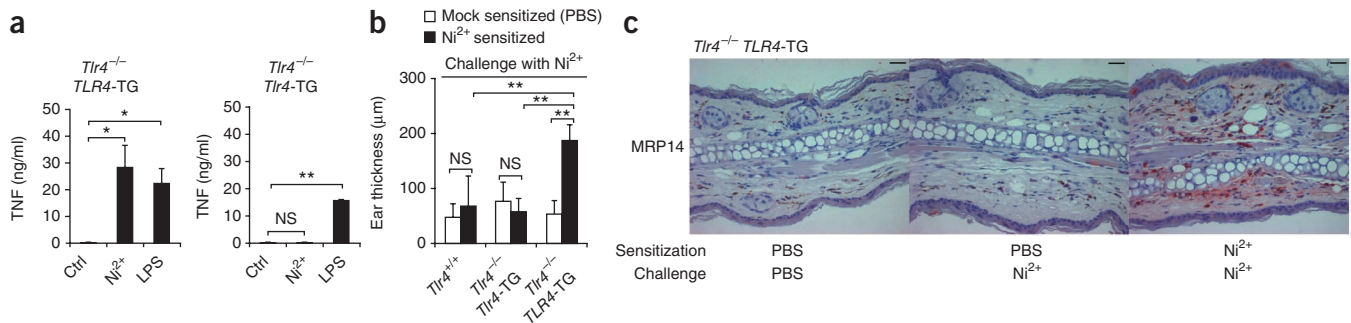 a
Tlr4–/–
TLR4-TG
TNF (ng/ml)
50
40
30
20
10
0
*
*
Ctrl
Ni2+
LPS
Tlr4–/–
Tlr4-TG
TNF (ng/ml)
50
40
30
20
10
0
**
NS
Ctrl
Ni2+
LPS
b
Mock sensitized (PBS)
Ni2+ sensitized
Challenge with Ni2+
Ear thickness (μm)
300
200
100
0
**
**
**
NS
NS
Tlr4+/+
Tlr4–/–
Tlr4-TG
Tlr4–/–
TLR4-TG
c
Tlr4–/– TLR4-TG
MRP14
Sensitization PBS PBS Ni2+
Challenge PBS Ni2+ Ni2+